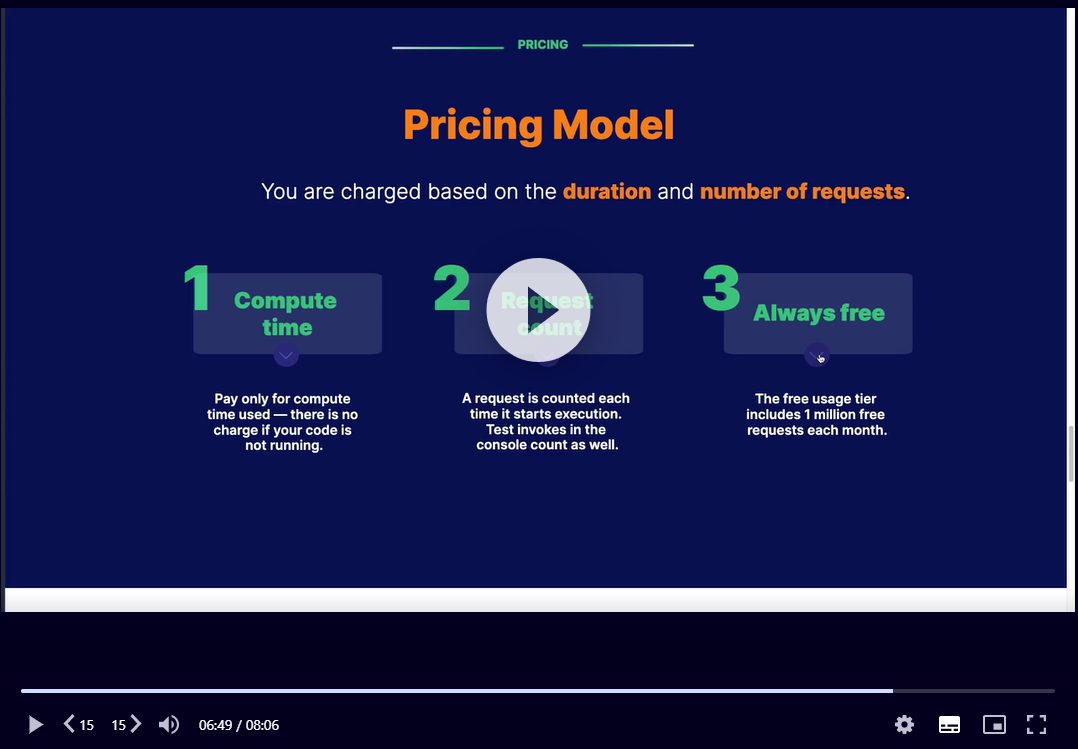 PRICING
Pricing Model
You are charged based on the duration and number of requests.
1
Compute
time
2
Request
count
3
Always free
Pay only for compute
time used — there is no
charge if your code is
not running.
A request is counted each
time it starts execution.
Test invokes in the
console count as well.
The free usage tier
includes 1 million free
requests each month.
15 15 06:49 / 08:06